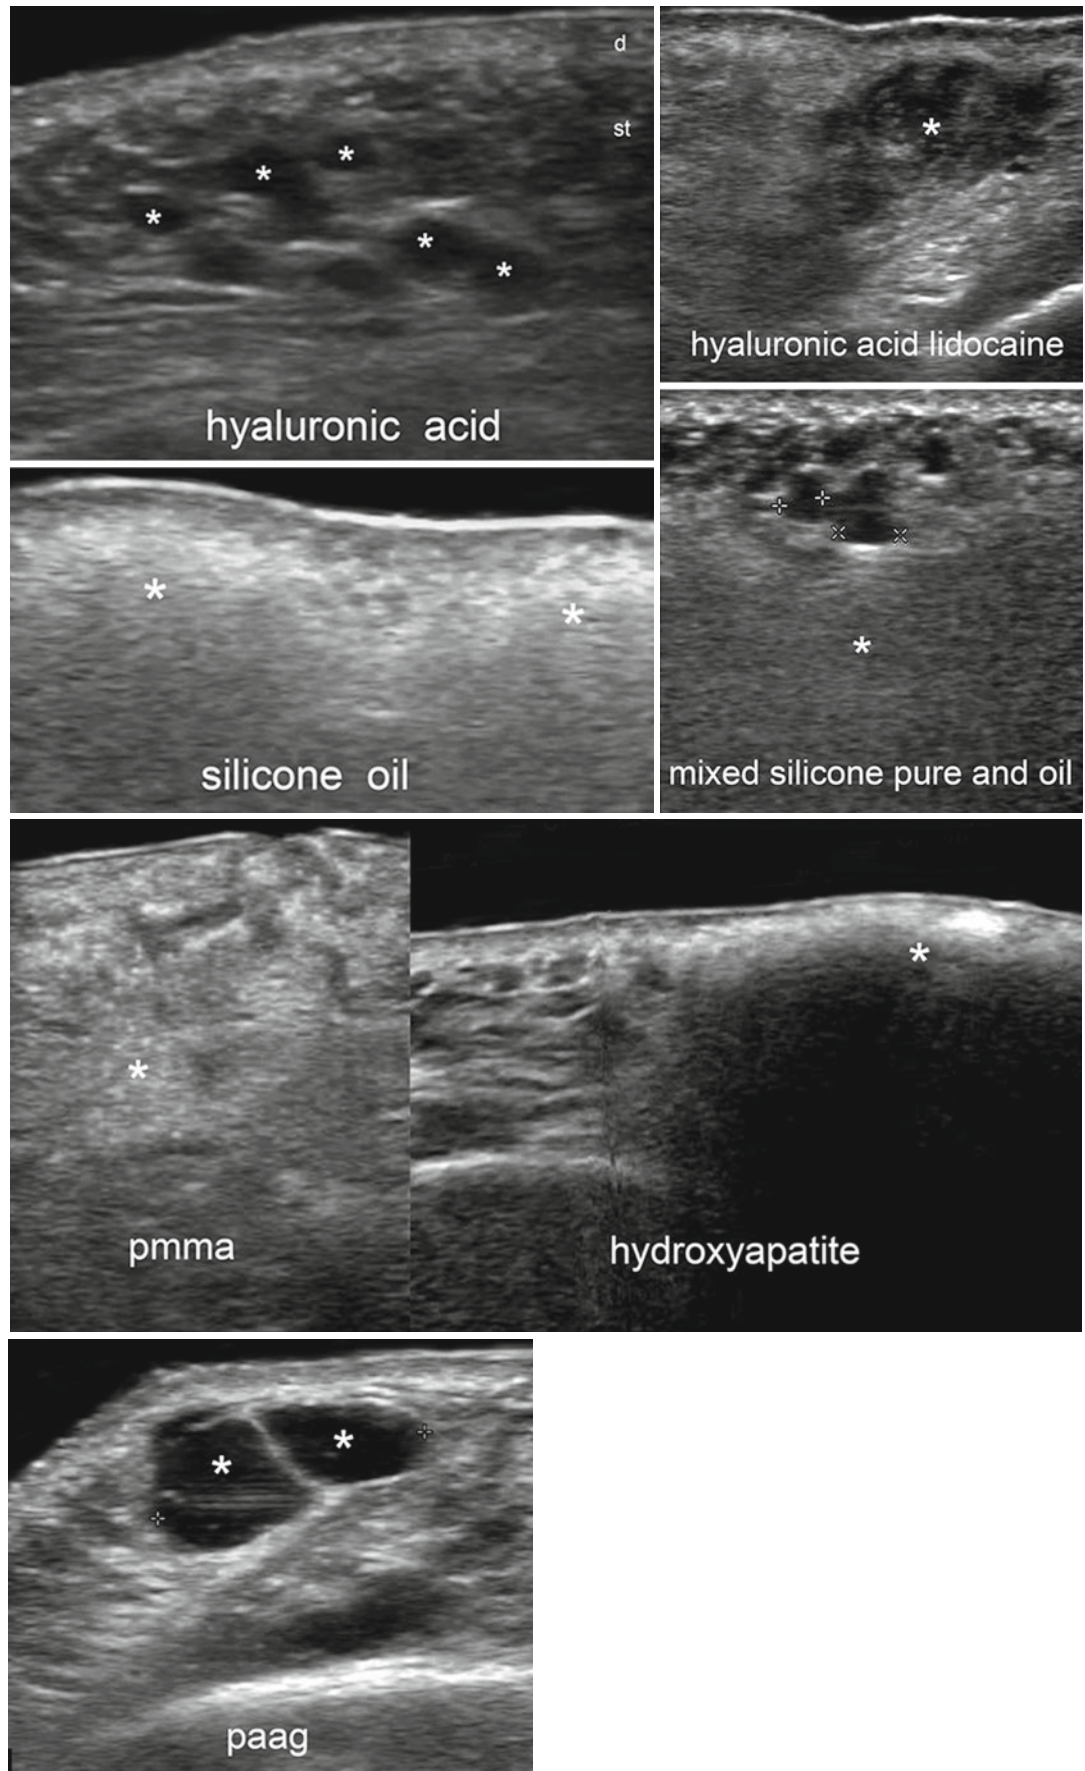 d
st
* * * * *
hyaluronic acid
*
hyaluronic acid lidocaine
* *
silicone oil
*
mixed silicone pure and oil
*
pmma
*
hydroxyapatite
* *
paag